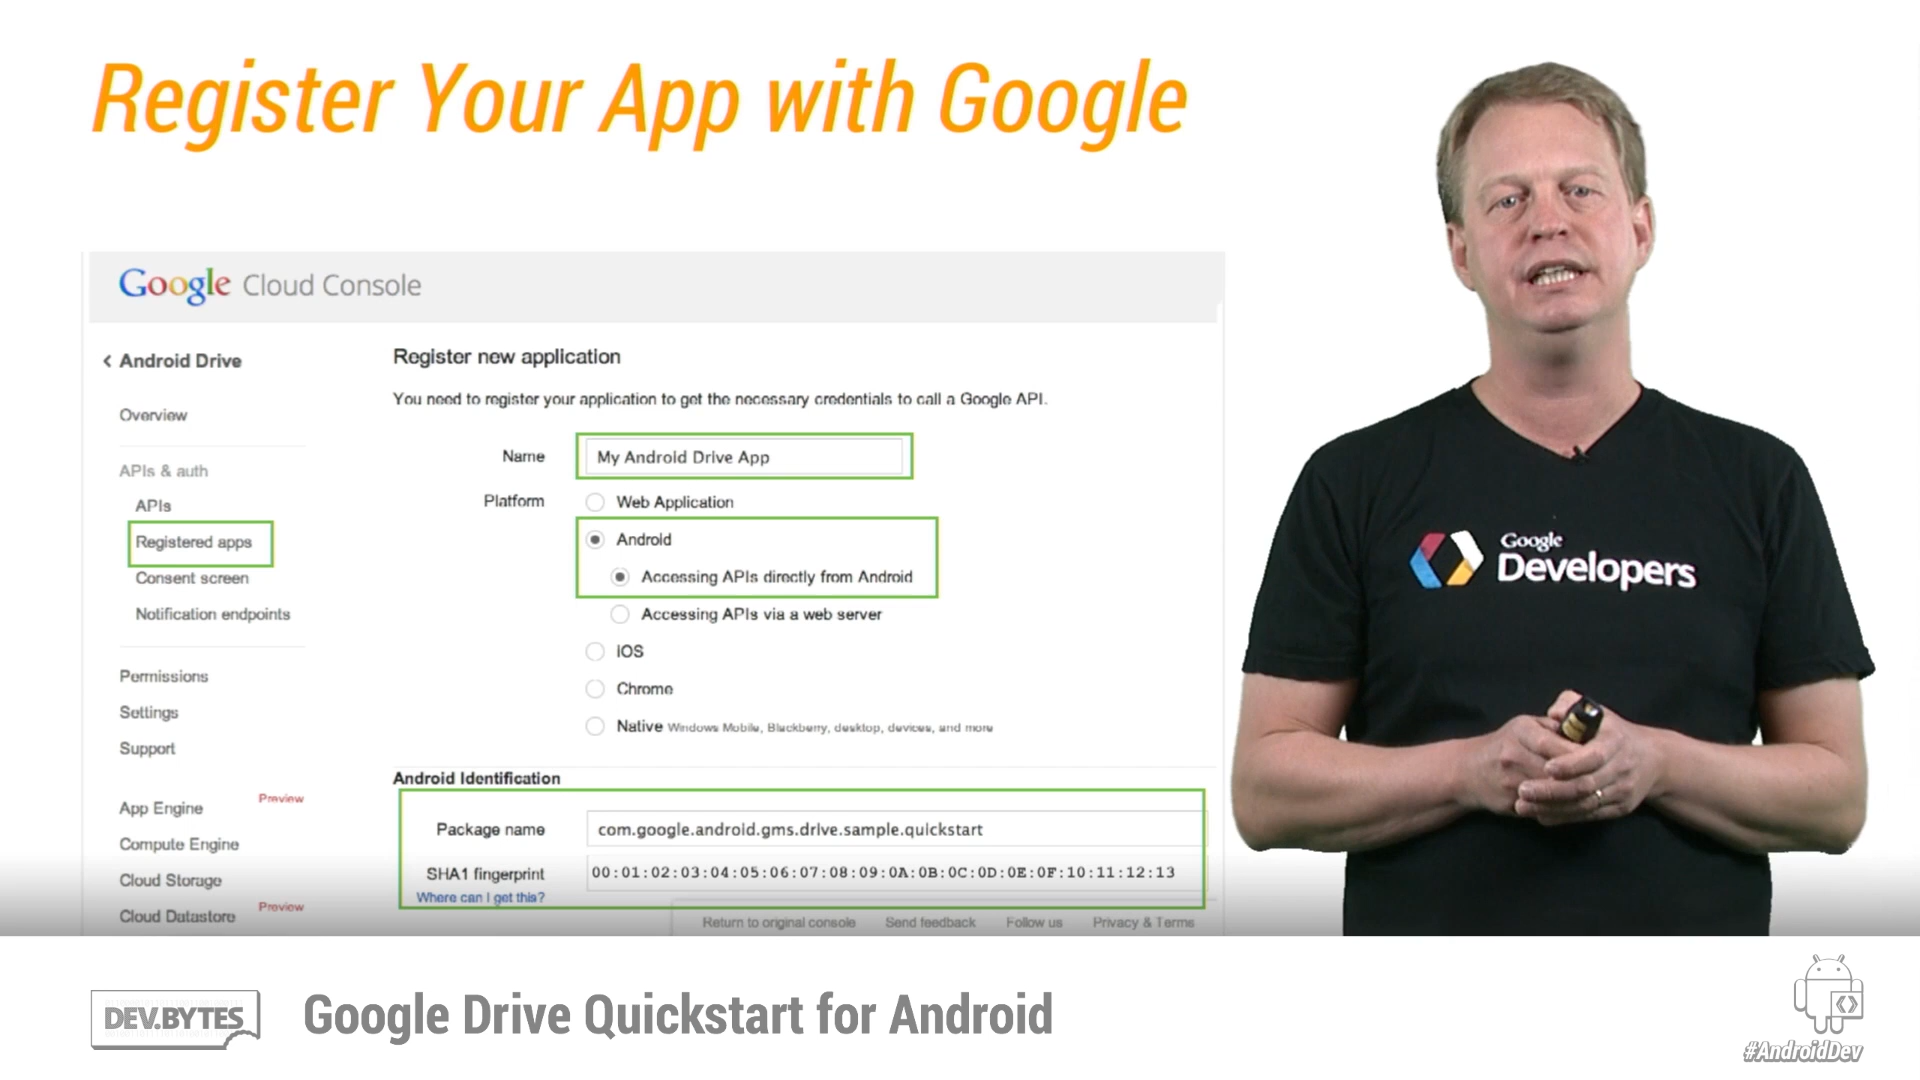 Register Your App with Google
Google Cloud Console
Android Drive
Overview
APIs & auth
APIs
Registered apps
Consent screen
Notification endpoints
Permissions
Settings
Support
App Engine Preview
Compute Engine
Cloud Storage
Cloud Datastore Preview
Register new application
You need to register your application to get the necessary credentials to call a Google API.
Name My Android Drive App
Platform Web Application
Android
Accessing APIs directly from Android
Accessing APIs via a web server
iOS
Chrome
Native Windows Mobile, Blackberry, desktop, devices, and more
Android Identification
Package name com.google.android.gms.drive.sample.quickstart
SHA1 fingerprint 00:01:02:03:04:05:06:07:08:09:0A:0B:0C:0D:0E:0F:10:11:12:13
Where can I get this?
Return to original console Send feedback Follow us Privacy & Terms
Google
Developers
DEV.BYTES
Google Drive Quickstart for Android
#AndroidDev